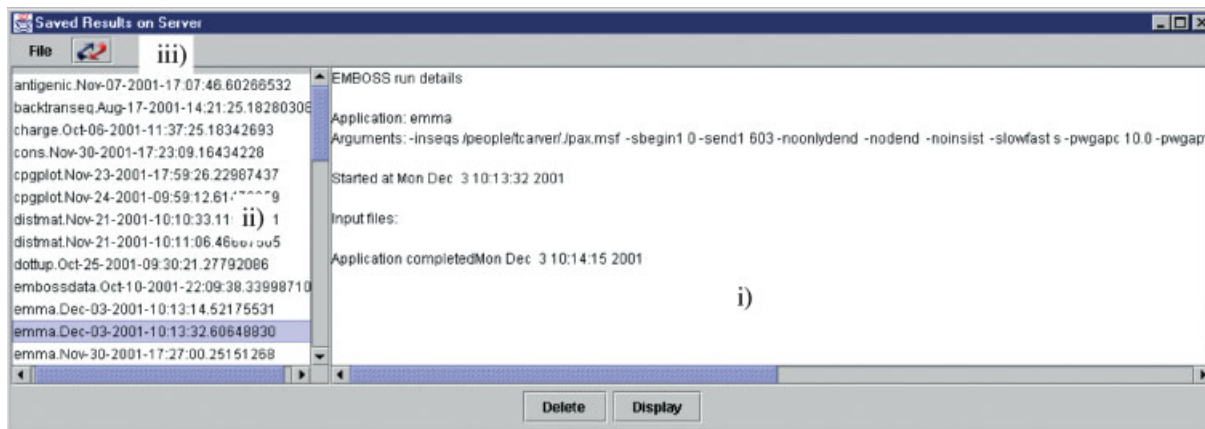 Saved Results on Server
File
iii)
antigenic.Nov-07-2001-17:07:46.60266532
backtranseq.Aug-17-2001-14:21:25.18280308
charge.Oct-06-2001-11:37:25.18342693
cons.Nov-30-2001-17:23:09.16434228
cpgplot.Nov-23-2001-17:59:26.22987437
cpgplot.Nov-24-2001-09:59:12.61
distmat.Nov-21-2001-10:10:33.11
ii)
distmat.Nov-21-2001-10:11:06.
dottup.Oct-25-2001-09:30:21.27792086
embossdata.Oct-10-2001-22:09:38.33998710
emma.Dec-03-2001-10:13:14.52175531
emma.Dec-03-2001-10:13:32.60648830
emma.Nov-30-2001-17:27:00.25151268
EMBOSS run details
Application: emma
Arguments: -inseqs /people/tcarver/./pax.msf -sbegin1 0 -send1 603 -noonlydend -nodend -noinsist -slowfast s -pwgapc 10.0 -pwgap
Started at Mon Dec 3 10:13:32 2001
Input files:
Application completedMon Dec 3 10:14:15 2001
i)
Delete Display